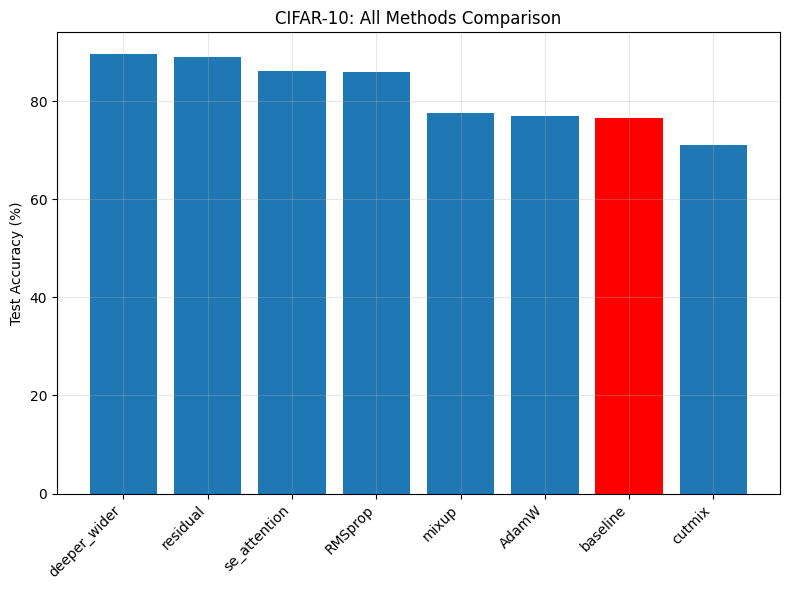 CIFAR-10: All Methods Comparison
Test Accuracy (%)
80
60
40
20
0
deeper_wider
residual
se_attention
RMSprop
mixup
AdamW
baseline
cutmix